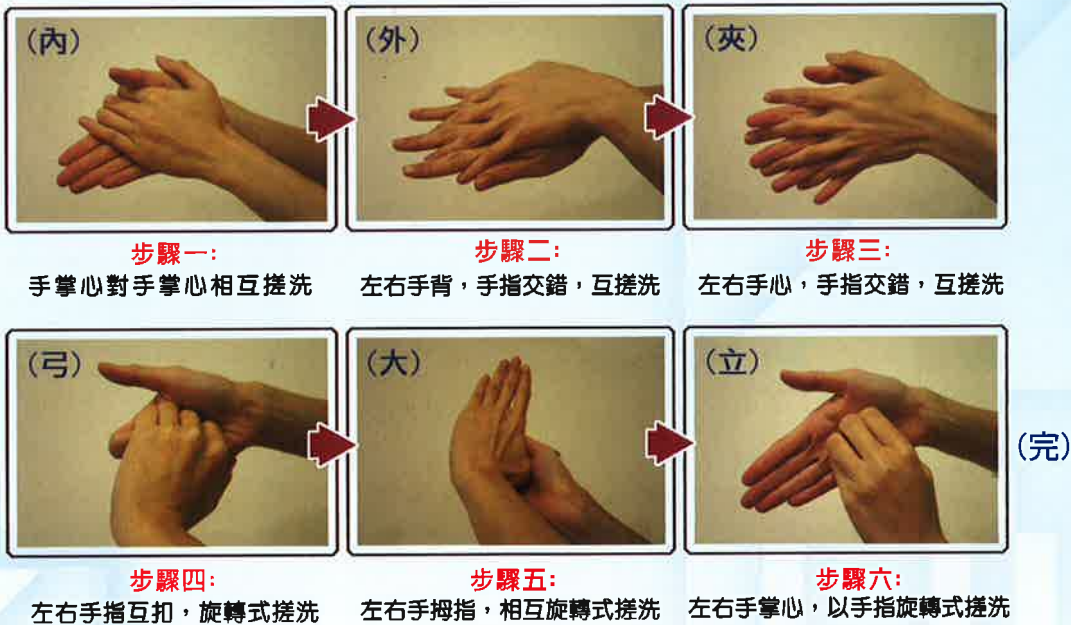 (內)
(外)
(夾)
步驟一:
步驟二:
步驟三:
手掌心對手掌心相互搓洗
左右手背，手指交錯，互搓洗
左右手心，手指交錯，互搓洗
(弓)
(大)
(立)
(完)
步驟四:
步驟五:
步驟六:
左右手指互扣，旋轉式搓洗
左右手拇指，相互旋轉式搓洗
左右手掌心，以手指旋轉式搓洗